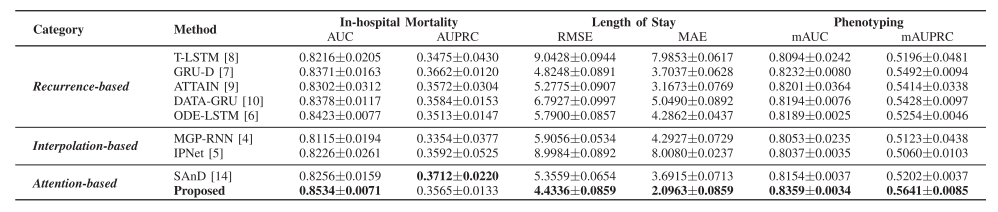 Category Method In-hospital Mortality Length of Stay Phenotyping
AUC AUPRC RMSE MAE mAUC mAUPRC
T-LSTM [8] 0.8216±0.0205 0.3475±0.0430 9.0428±0.0944 7.9853±0.0617 0.8094±0.0242 0.5196±0.0481
GRU-D [7] 0.8371±0.0163 0.3662±0.0120 4.8248±0.0891 3.7037±0.0628 0.8232±0.0080 0.5492±0.0094
Recurrence-based ATTAIN [9] 0.8302±0.0312 0.3572±0.0304 5.2775±0.0907 3.1673±0.0769 0.8201±0.0364 0.5414±0.0338
DATA-GRU [10] 0.8378±0.0117 0.3584±0.0153 6.7927±0.0997 5.0490±0.0892 0.8194±0.0076 0.5428±0.0097
ODE-LSTM [6] 0.8423±0.0077 0.3513±0.0147 5.7900±0.0857 4.2862±0.0437 0.8189±0.0025 0.5254±0.0046
Interpolation-based MGP-RNN [4] 0.8115±0.0194 0.3354±0.0377 5.9056±0.0534 4.2927±0.0729 0.8053±0.0235 0.5123±0.0438
IPNet [5] 0.8226±0.0261 0.3592±0.0525 8.9984±0.0892 8.0080±0.0237 0.8037±0.0035 0.5060±0.0103
Attention-based SAnD [14] 0.8256±0.0159 0.3712±0.0220 5.3559±0.0654 3.6915±0.0713 0.8154±0.0037 0.5202±0.0037
Proposed 0.8534±0.0071 0.3565±0.0133 4.4336±0.0859 2.0963±0.0859 0.8359±0.0034 0.5641±0.0085